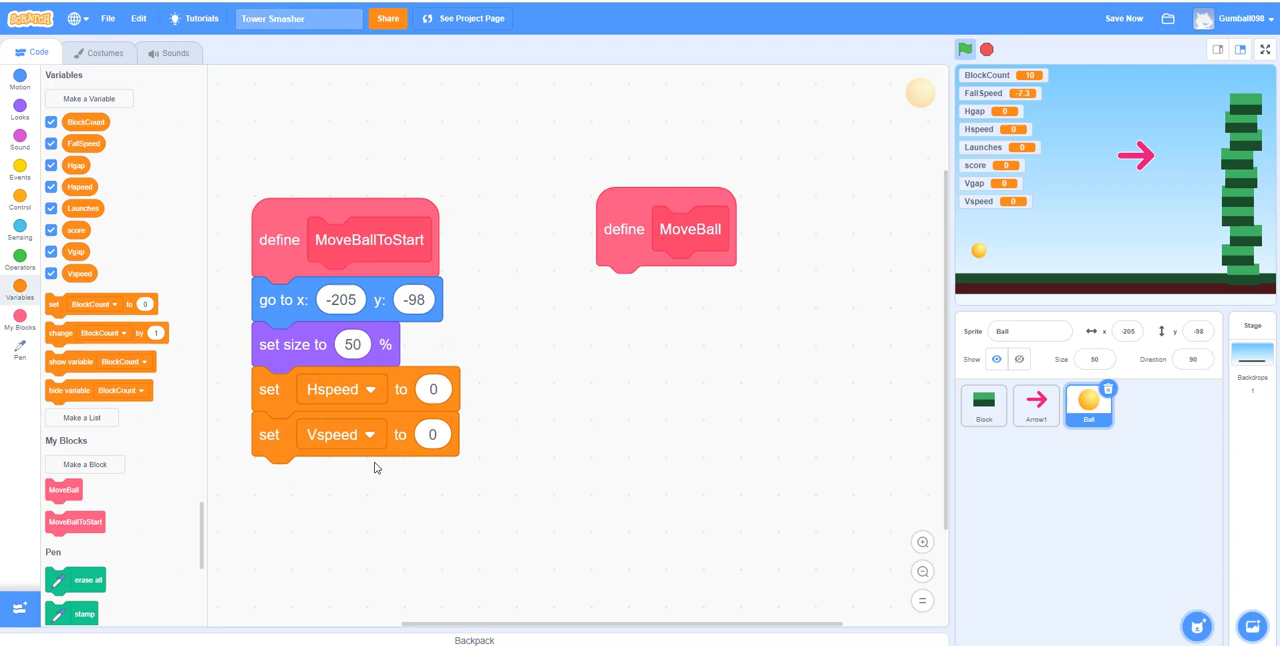 SCRATCH File Edit Tutorials Tower Smasher Share See Project Page Save Now Gumball098
Code Costumes Sounds
Motion
Looks
Sound
Events
Control
Sensing
Operators
Variables
My Blocks
Pen
Variables
Make a Variable
BlockCount
FallSpeed
Hgap
Hspeed
Launches
score
Vgap
Vspeed
set BlockCount to 0
change BlockCount by 1
show variable BlockCount
hide variable BlockCount
Make a List
My Blocks
Make a Block
MoveBall
MoveBallToStart
Pen
erase all
stamp
define MoveBallToStart
go to x: -205 y: -98
set size to 50 %
set Hspeed to 0
set Vspeed to 0
define MoveBall
Backpack
BlockCount 10
FallSpeed -7.3
Hgap 0
Hspeed 0
Launches 0
score 0
Vgap 0
Vspeed 0
Sprite Ball x -205 y -98
Show Size 50 Direction 90
Block Arrow1 Ball
Stage
Backdrops
1